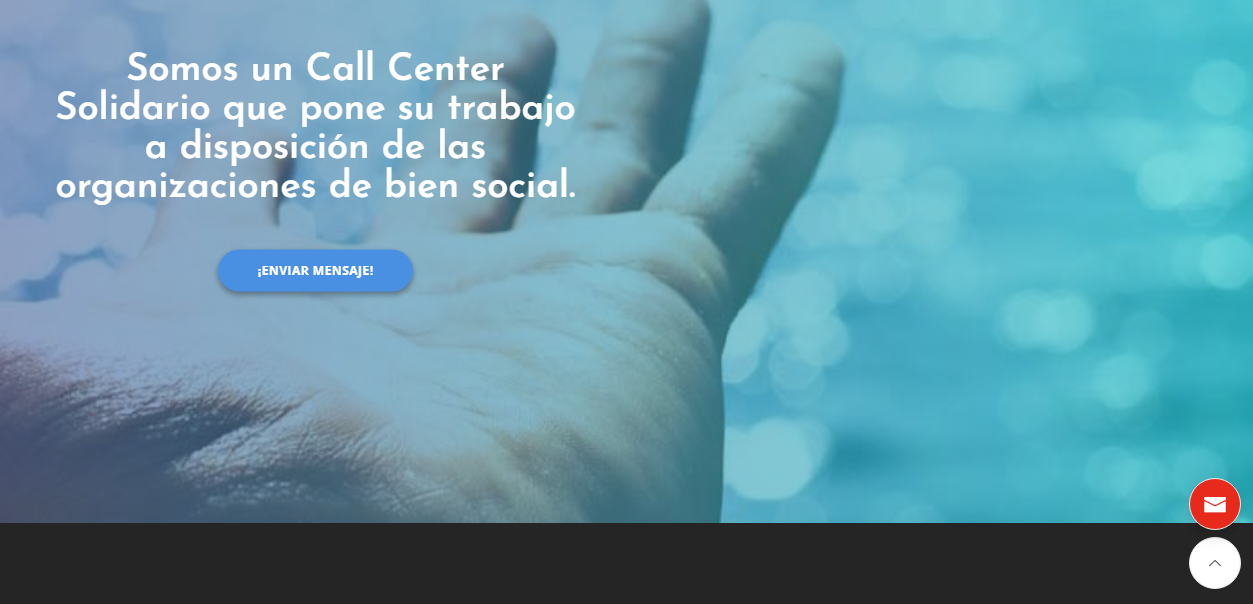 Somos un Call Center
Solidario que pone su trabajo
a disposición de las
organizaciones de bien social.
¡ENVIAR MENSAJE!